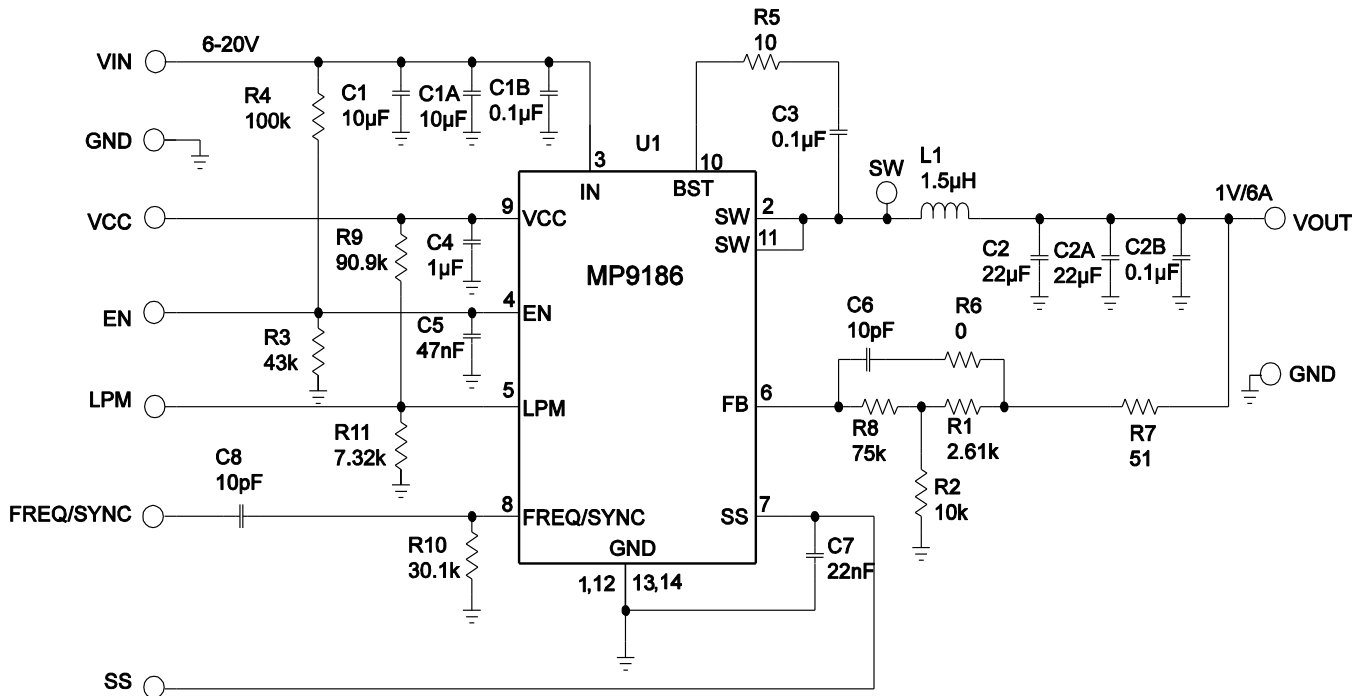 R5
10
VIN
6-20V
R4
100k
C1
10µF
C1A
10µF
C1B
0.1µF
C3
0.1µF
GND
U1
3
10
IN
BST
SW
L1
1.5µH
1V/6A
VOUT
VCC
9
VCC
SW
2
SW
11
R9
90.9k
C4
1µF
C2
22µF
C2A
22µF
C2B
0.1µF
MP9186
EN
4
EN
R3
43k
C5
47nF
C6
10pF
R6
0
GND
LPM
5
LPM
FB
6
R11
7.32k
R8
75k
R1
2.61k
R7
51
C8
10pF
R2
10k
FREQ/SYNC
8
FREQ/SYNC
SS
7
R10
30.1k
GND
1,12
13,14
C7
22nF
SS